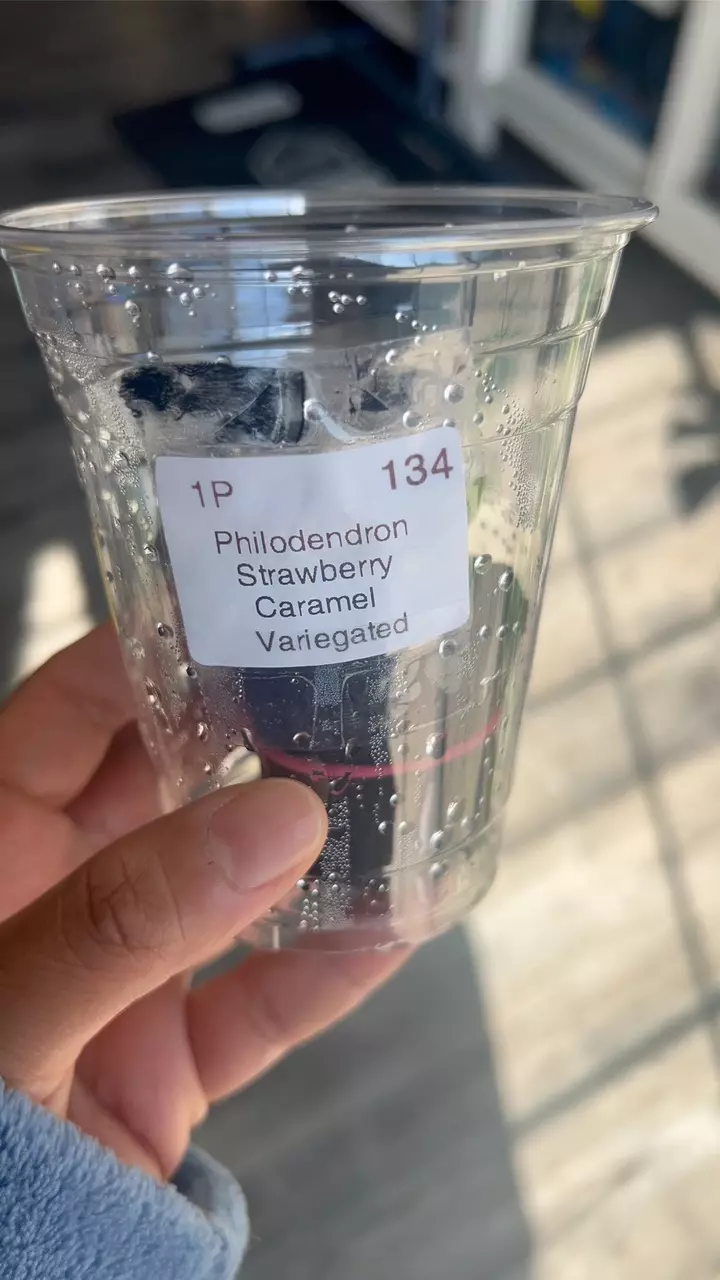 1P 134
Philodendron
Strawberry
Caramel
Variegated